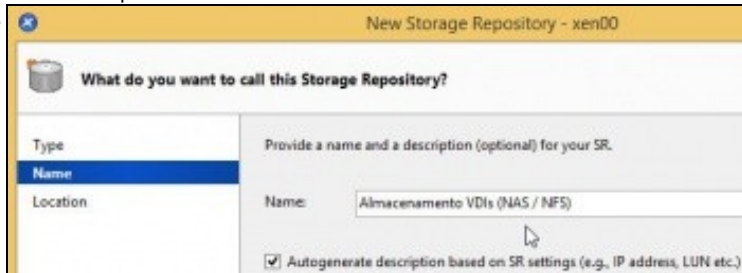 New Storage Repository - xen00
What do you want to call this Storage Repository?
Type
Name
Location
Provide a name and a description (optional) for your SR.
Name: Almacenamento VDIs (NAS / NFS)
Autogenerate description based on SR settings (e.g., IP address, LUN etc.)